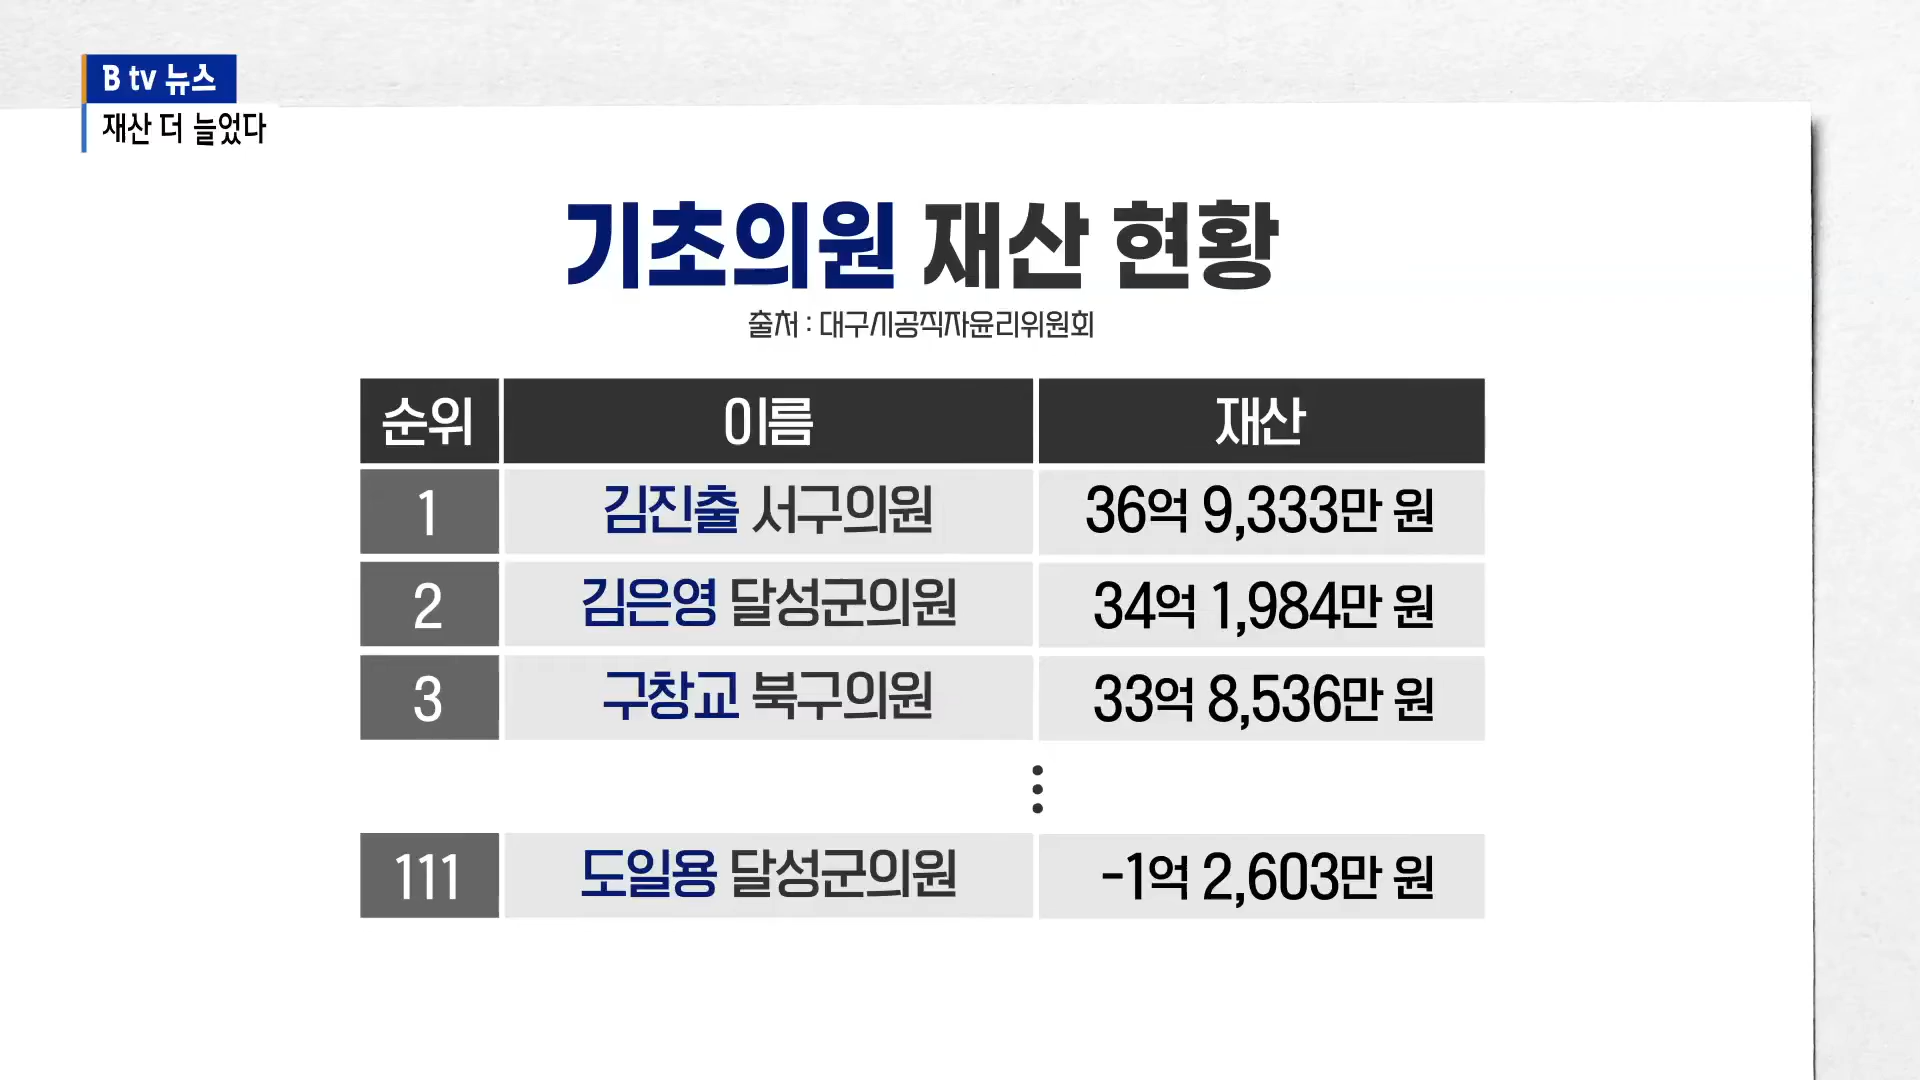 B tv 뉴스
재산 더 늘었다
기초의원 재산 현황
출처 : 대구시공직자윤리위원회
순위 이름 재산
1 김진출 서구의원 36억 9,333만 원
2 김은영 달성군의원 34억 1,984만 원
3 구창교 북구의원 33억 8,536만 원
⋮
111 도일용 달성군의원 -1억 2,603만 원